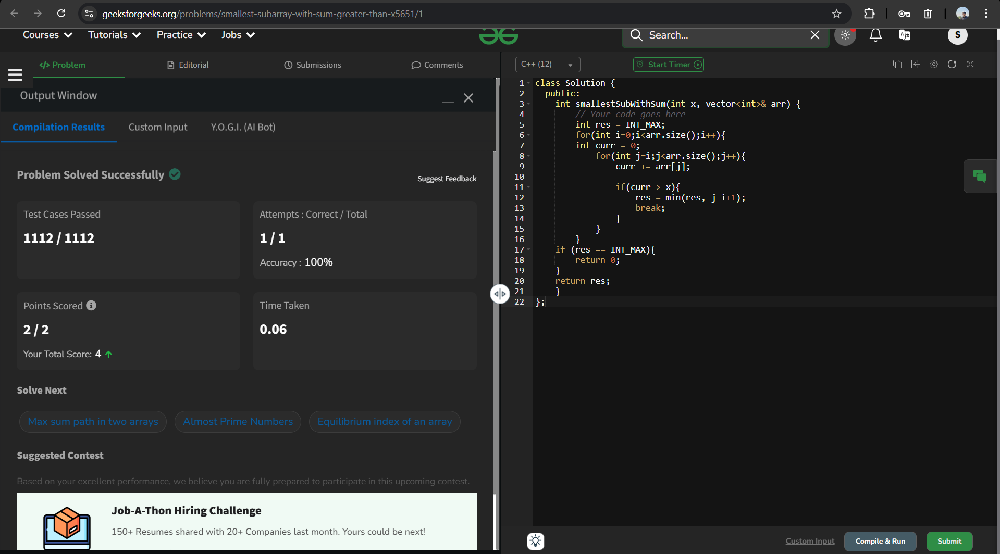 geeksforgeeks.org/problems/smallest-subarray-with-sum-greater-than-x5651/1
Courses Tutorials Practice Jobs Search... S
</> Problem Editorial Submissions Comments
Output Window
Compilation Results Custom Input Y.O.G.I. (AI Bot)
Problem Solved Successfully
Suggest Feedback
Test Cases Passed
1112 / 1112
Attempts : Correct / Total
1 / 1
Accuracy : 100%
Points Scored
2 / 2
Your Total Score: 4
Time Taken
0.06
Solve Next
Max sum path in two arrays Almost Prime Numbers Equilibrium index of an array
Suggested Contest
Based on your excellent performance, we believe you are fully prepared to participate in this upcoming contest.
Job-A-Thon Hiring Challenge
150+ Resumes shared with 20+ Companies last month. Yours could be next!
C++ (12) Start Timer
1 class Solution {
2   public:
3     int smallestSubWithSum(int x, vector<int>& arr) {
4         // Your code goes here
5         int res = INT_MAX;
6         for(int i=0;i<arr.size();i++){
7         int curr = 0;
8             for(int j=i;j<arr.size();j++){
9                 curr += arr[j];
10
11                 if(curr > x){
12                     res = min(res, j-i+1);
13                     break;
14                 }
15             }
16         }
17     if (res == INT_MAX){
18         return 0;
19     }
20     return res;
21     }
22 };
Custom Input Compile & Run Submit